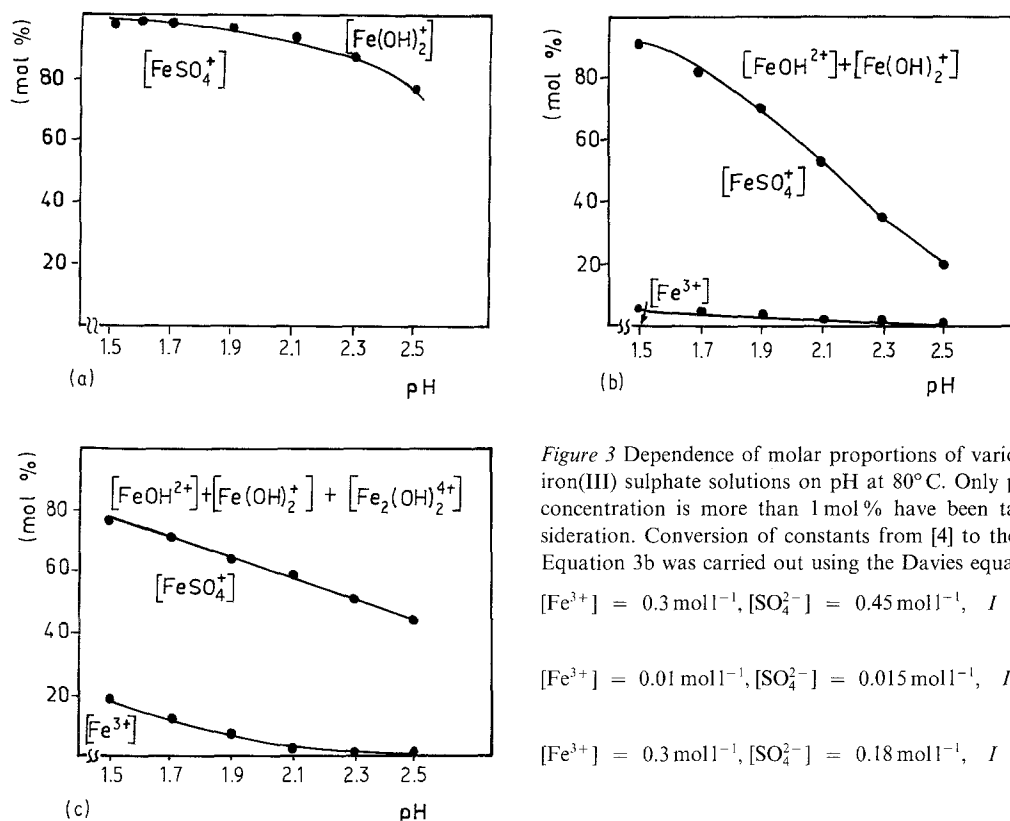 (mol %)
80
60
40
20
[FeSO₄⁺]
[Fe(OH)₂⁺]
1.5 1.7 1.9 2.1 2.3 2.5
(a)
pH
(mol %)
80
60
40
20
[FeOH²⁺]+[Fe(OH)₂⁺]
[FeSO₄⁺]
[Fe³⁺]
1.5 1.7 1.9 2.1 2.3 2.5
(b)
pH
(mol %)
80
60
40
20
[FeOH²⁺]+[Fe(OH)₂⁺] + [Fe₂(OH)₂⁴⁺]
[FeSO₄⁺]
[Fe³⁺]
1.5 1.7 1.9 2.1 2.3 2.5
(c)
pH
Figure 3 Dependence of molar proportions of vario
iron(III) sulphate solutions on pH at 80° C. Only p
concentration is more than 1 mol % have been ta
sideration. Conversion of constants from [4] to the
Equation 3b was carried out using the Davies equa
[Fe³⁺] = 0.3 mol l⁻¹, [SO₄²⁻] = 0.45 mol l⁻¹, I
[Fe³⁺] = 0.01 mol l⁻¹, [SO₄²⁻] = 0.015 mol l⁻¹, I
[Fe³⁺] = 0.3 mol l⁻¹, [SO₄²⁻] = 0.18 mol l⁻¹, I